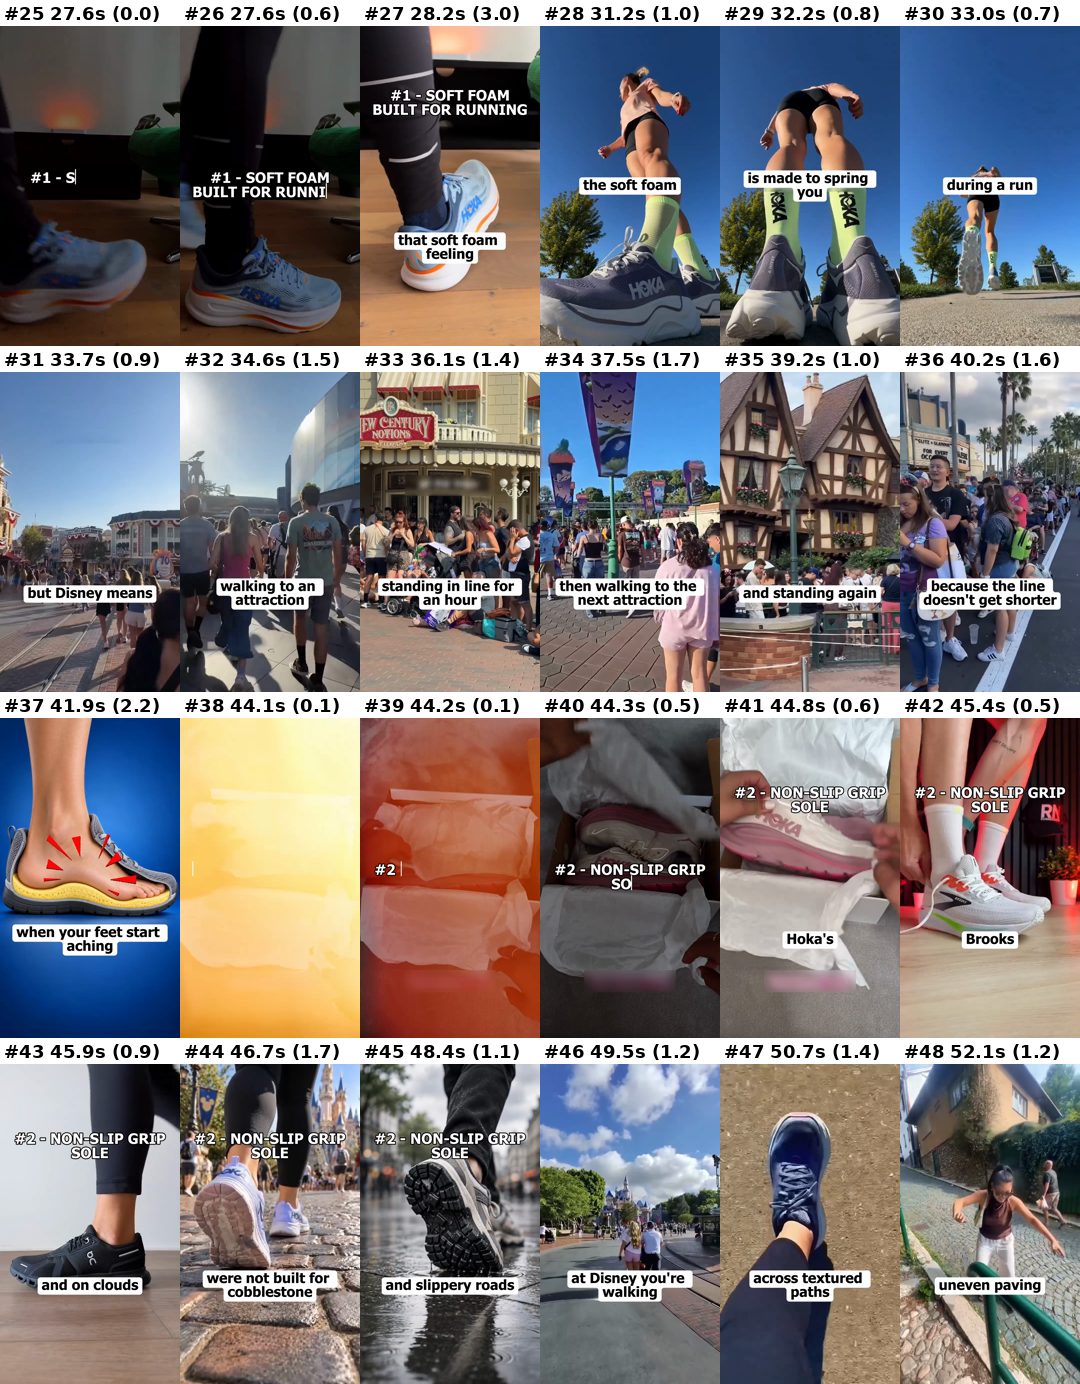 #25 27.6s (0.0)
#26 27.6s (0.6)
#27 28.2s (3.0)
#28 31.2s (1.0)
#29 32.2s (0.8)
#30 33.0s (0.7)
#1 - S
#1 - SOFT FOAM
BUILT FOR RUNNI
HOKA
#1 - SOFT FOAM
BUILT FOR RUNNING
HOKA
that soft foam
feeling
the soft foam
HOKA
is made to spring
you
HOKA
HOKA
during a run
#31 33.7s (0.9)
#32 34.6s (1.5)
#33 36.1s (1.4)
#34 37.5s (1.7)
#35 39.2s (1.0)
#36 40.2s (1.6)
but Disney means
walking to an
attraction
NEW CENTURY
NOTIONS
standing in line for
an hour
then walking to the
next attraction
and standing again
because the line
doesn't get shorter
#37 41.9s (2.2)
#38 44.1s (0.1)
#39 44.2s (0.1)
#40 44.3s (0.5)
#41 44.8s (0.6)
#42 45.4s (0.5)
when your feet start
aching
#2
#2 - NON-SLIP GRIP
SO
#2 - NON-SLIP GRIP
SOLE
HOKA
Hoka's
#2 - NON-SLIP GRIP
SOLE
Brooks
#43 45.9s (0.9)
#44 46.7s (1.7)
#45 48.4s (1.1)
#46 49.5s (1.2)
#47 50.7s (1.4)
#48 52.1s (1.2)
#2 - NON-SLIP GRIP
SOLE
and on clouds
#2 - NON-SLIP GRIP
SOLE
were not built for
cobblestone
#2 - NON-SLIP GRIP
SOLE
and slippery roads
at Disney you're
walking
across textured
paths
uneven paving